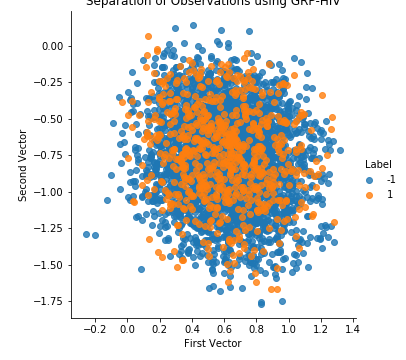 Separation of Observations using GRP-HIV
0.00
-0.25
−0.50
−0.75
−1.00
−1.25
−1.50
−1.75
Second Vector
−0.2 0.0 0.2 0.4 0.6 0.8 1.0 1.2 1.4
First Vector
Label
-1
1